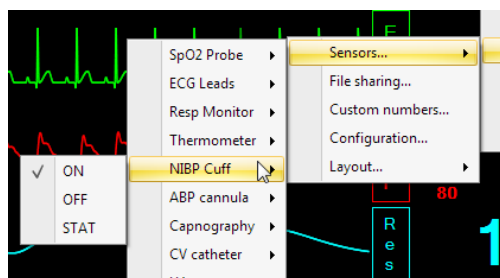 Sensors...
File sharing...
Custom numbers...
Configuration...
Layout...
SpO2 Probe
ECG Leads
Resp Monitor
Thermometer
NIBP Cuff
ABP cannula
Capnography
CV catheter
ON
OFF
STAT
80
R
e
s
1